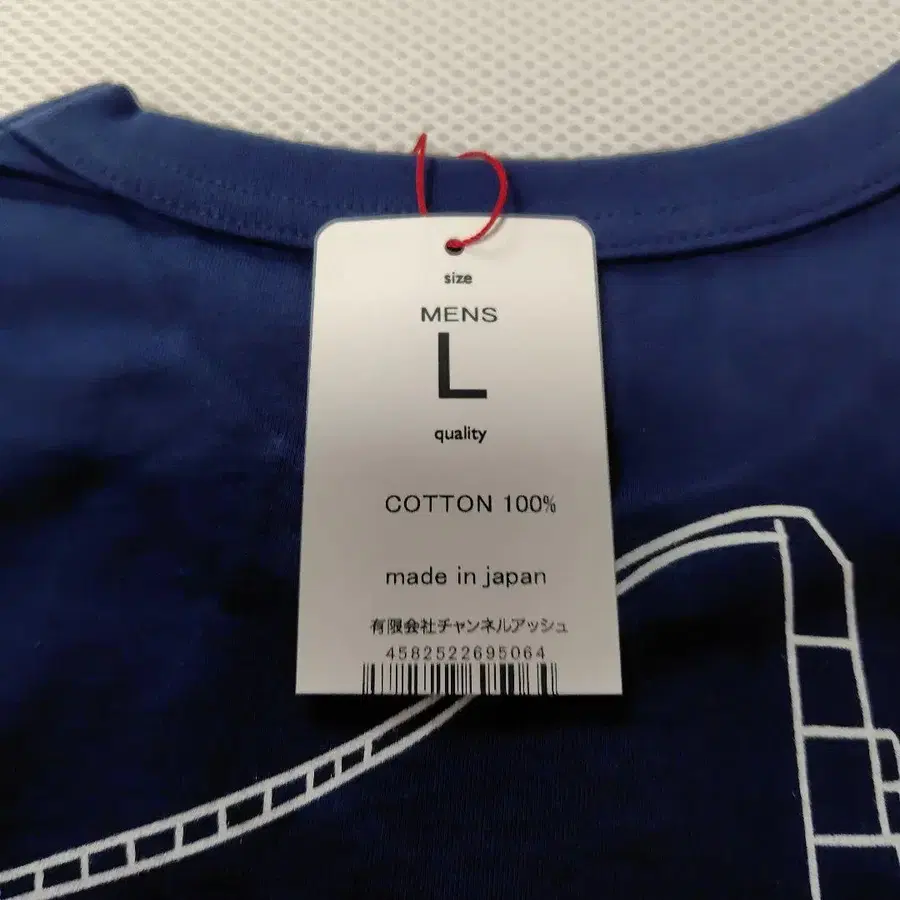 size
MENS
L
quality
COTTON 100%
made in japan
有限会社チャンネルアッシュ
4582522695064